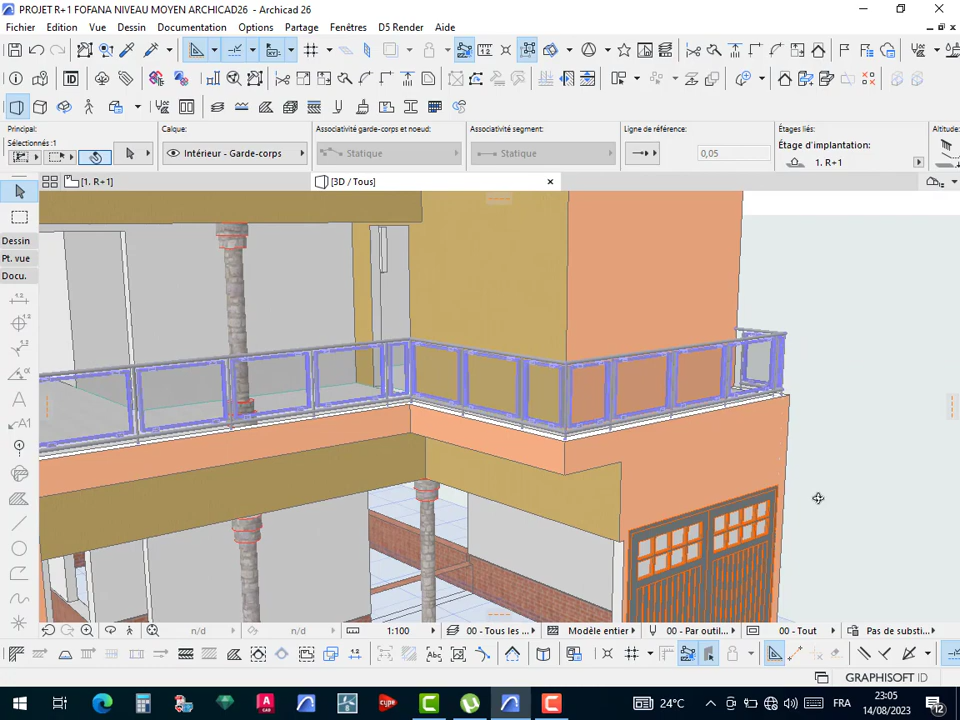 PROJET R+1 FOFANA NIVEAU MOYEN ARCHICAD26 - Archicad 26
Fichier Edition Vue Dessin Documentation Options Partage Fenêtres D5 Render Aide
Principal: Calque: Associativité garde-corps et noeud: Associativité segment: Ligne de référence: Étages liés: Altitude:
Sélectionnés :1 Étage d'implantation:
Intérieur - Garde-corps Statique Statique 0,05 1. R+1
[1. R+1] [3D / Tous]
Dessin
Pt. vue
Docu.
A
A1
n/d n/d 1:100 00 - Tous les ... Modèle entier 00 - Par outil... 00 - Tout Pas de substi...
GRAPHISOFT ID
24°C FRA 23:05
14/08/2023 12